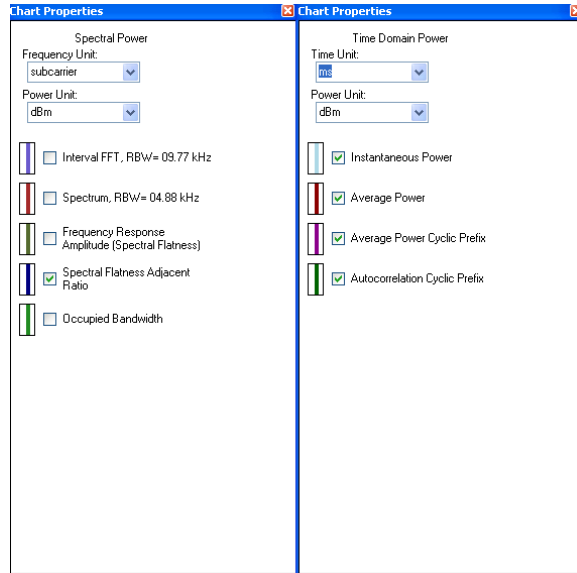 Chart Properties
Spectral Power
Frequency Unit:
subcarrier
Power Unit:
dBm
Interval FFT, RBW= 09.77 kHz
Spectrum, RBW= 04.88 kHz
Frequency Response
Amplitude (Spectral Flatness)
Spectral Flatness Adjacent
Ratio
Occupied Bandwidth
Chart Properties
Time Domain Power
Time Unit:
ms
Power Unit:
dBm
Instantaneous Power
Average Power
Average Power Cyclic Prefix
Autocorrelation Cyclic Prefix